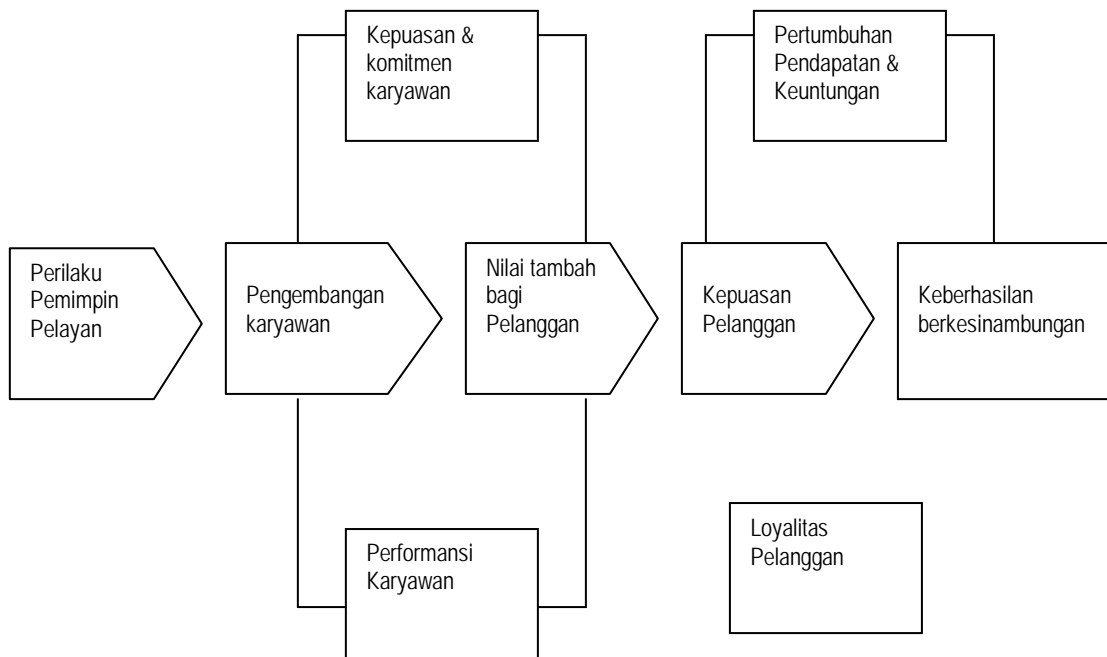 Kepuasan &
komitmen
karyawan
Pertumbuhan
Pendapatan &
Keuntungan
Perilaku
Pemimpin
Pelayan
Pengembangan
karyawan
Nilai tambah
bagi
Pelanggan
Kepuasan
Pelanggan
Keberhasilan
berkesinambungan
Performansi
Karyawan
Loyalitas
Pelanggan